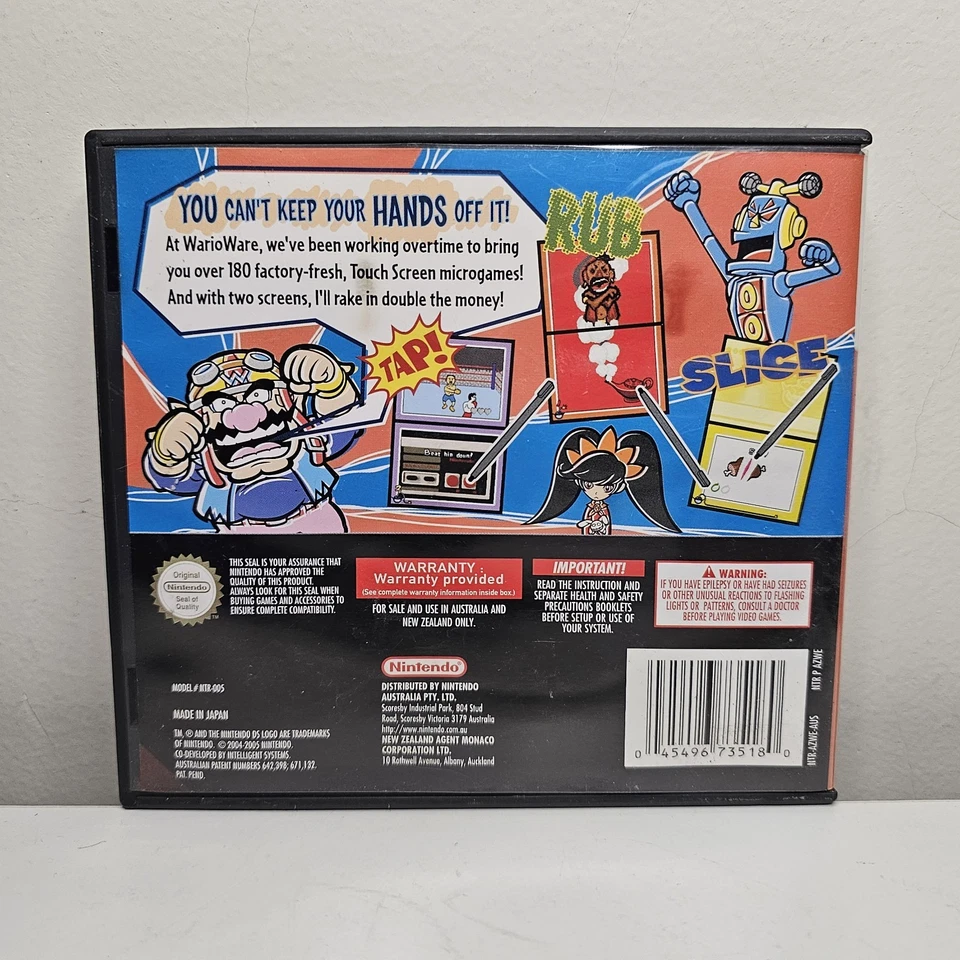 YOU CAN'T KEEP YOUR HANDS OFF IT!
At WarioWare, we've been working overtime to bring
you over 180 factory-fresh, Touch Screen microgames!
And with two screens, I'll rake in double the money!
RUB
TAP!
SLICE
Beat him down!
W
Original
Nintendo
Seal of
Quality
TM
THIS SEAL IS YOUR ASSURANCE THAT
NINTENDO HAS APPROVED THE
QUALITY OF THIS PRODUCT.
ALWAYS LOOK FOR THIS SEAL WHEN
BUYING GAMES AND ACCESSORIES TO
ENSURE COMPLETE COMPATIBILITY.
WARRANTY :
Warranty provided
(See complete warranty information inside box.)
FOR SALE AND USE IN AUSTRALIA AND
NEW ZEALAND ONLY.
IMPORTANT!
READ THE INSTRUCTION AND
SEPARATE HEALTH AND SAFETY
PRECAUTIONS BOOKLETS
BEFORE SETUP OR USE OF
YOUR SYSTEM.
WARNING:
IF YOU HAVE EPILEPSY OR HAVE HAD SEIZURES
OR OTHER UNUSUAL REACTIONS TO FLASHING
LIGHTS OR PATTERNS, CONSULT A DOCTOR
BEFORE PLAYING VIDEO GAMES.
MODEL # NTR-005
MADE IN JAPAN
TM, ® AND THE NINTENDO DS LOGO ARE TRADEMARKS
OF NINTENDO. © 2004-2005 NINTENDO.
CO-DEVELOPED BY INTELLIGENT SYSTEMS.
AUSTRALIAN PATENT NUMBERS 642,398; 671,132.
PAT. PEND.
Nintendo®
DISTRIBUTED BY NINTENDO
AUSTRALIA PTY. LTD.
Scoresby Industrial Park, 804 Stud
Road, Scoresby Victoria 3179 Australia
http://www.nintendo.com.au
NEW ZEALAND AGENT MONACO
CORPORATION LTD.
10 Rothwell Avenue, Albany, Auckland
0 45496 73518 0
NTR P AZWE
NTR-AZWE-AUS